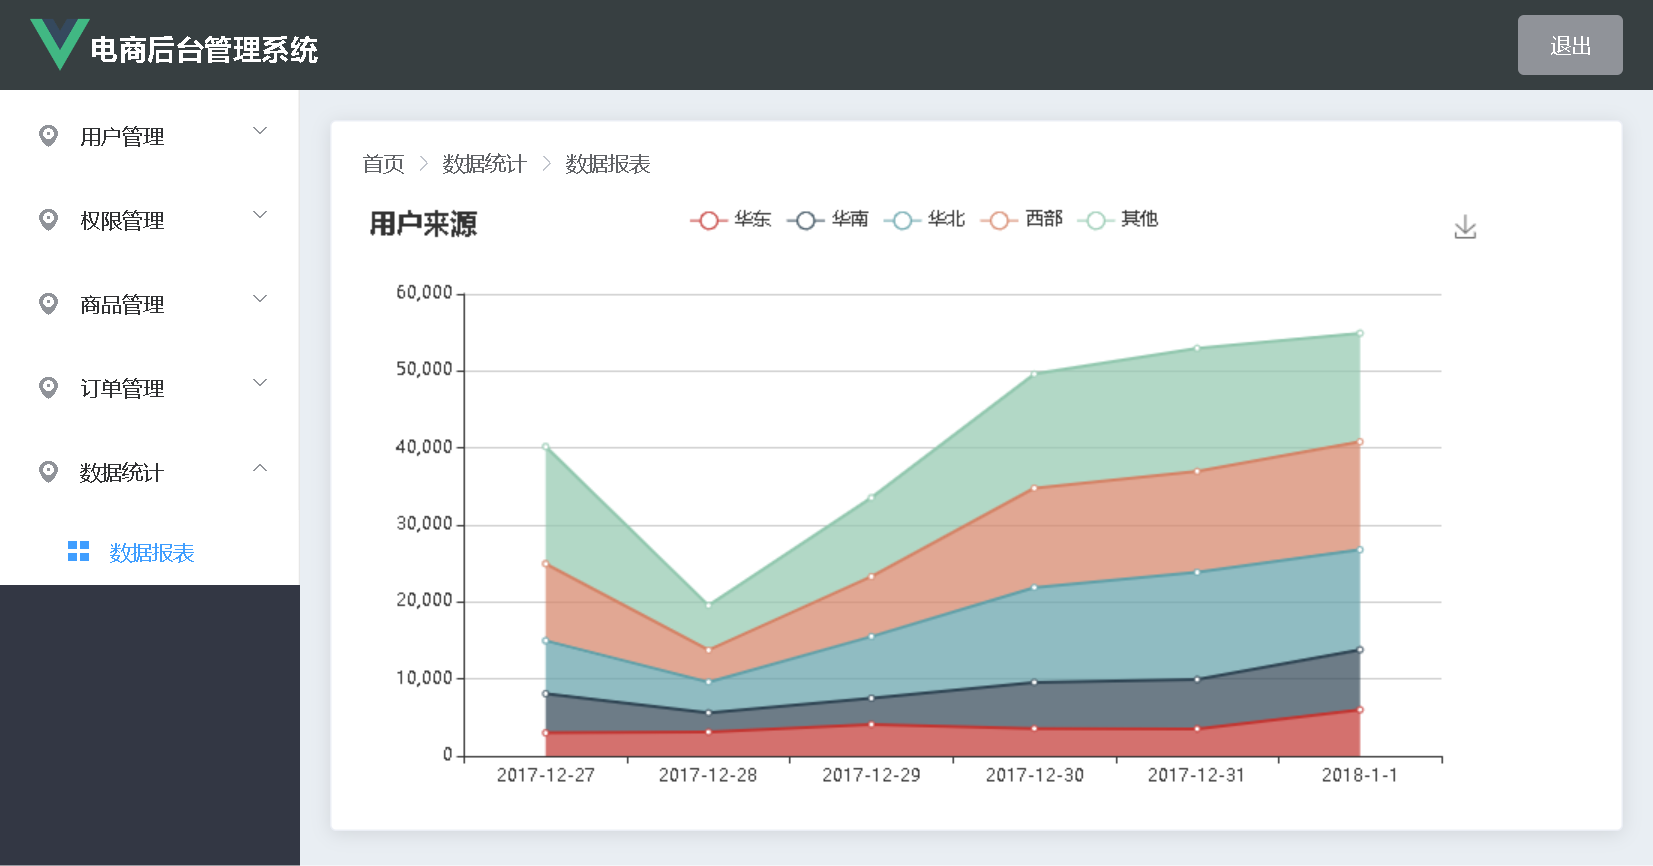 电商后台管理系统
退出
用户管理
权限管理
商品管理
订单管理
数据统计
数据报表
首页 数据统计 数据报表
用户来源
华东 华南 华北 西部 其他
60,000
50,000
40,000
30,000
20,000
10,000
0
2017-12-27 2017-12-28 2017-12-29 2017-12-30 2017-12-31 2018-1-1